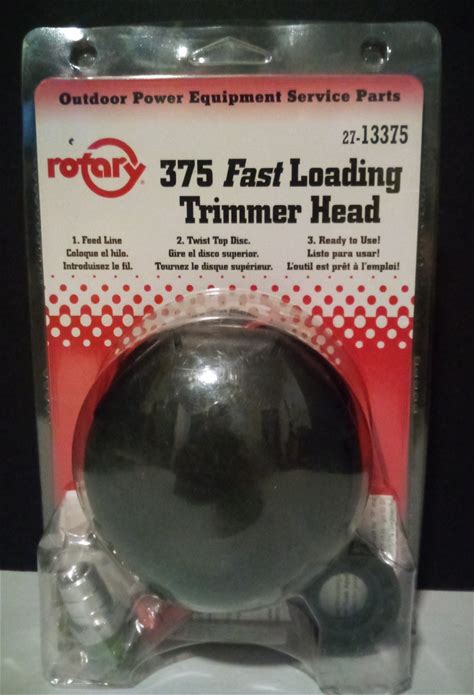 Outdoor Power Equipment Service Parts
27-13375
rotary
375 Fast Loading
Trimmer Head
1. Feed Line
Coloque el hilo.
Introduisez le fil.
2. Twist Top Disc.
Gire el disco superior.
Tournez le disque supérieur.
3. Ready to Use!
Listo para usar!
L'outil est prêt à l'emploi!